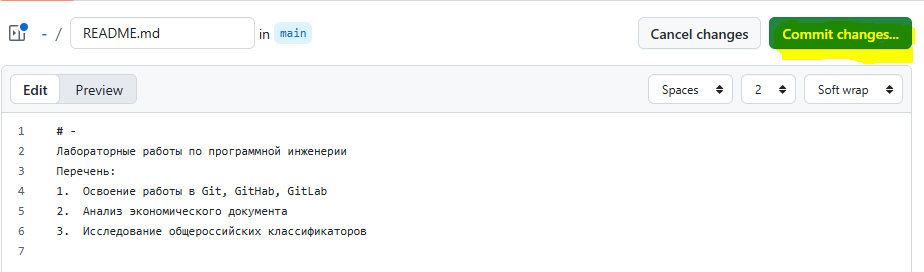 - / README.md in main Cancel changes Commit changes...
Edit Preview Spaces 2 Soft wrap
1 # -
2 Лабораторные работы по программной инженерии
3 Перечень:
4 1. Освоение работы в Git, GitHab, GitLab
5 2. Анализ экономического документа
6 3. Исследование общероссийских классификаторов
7